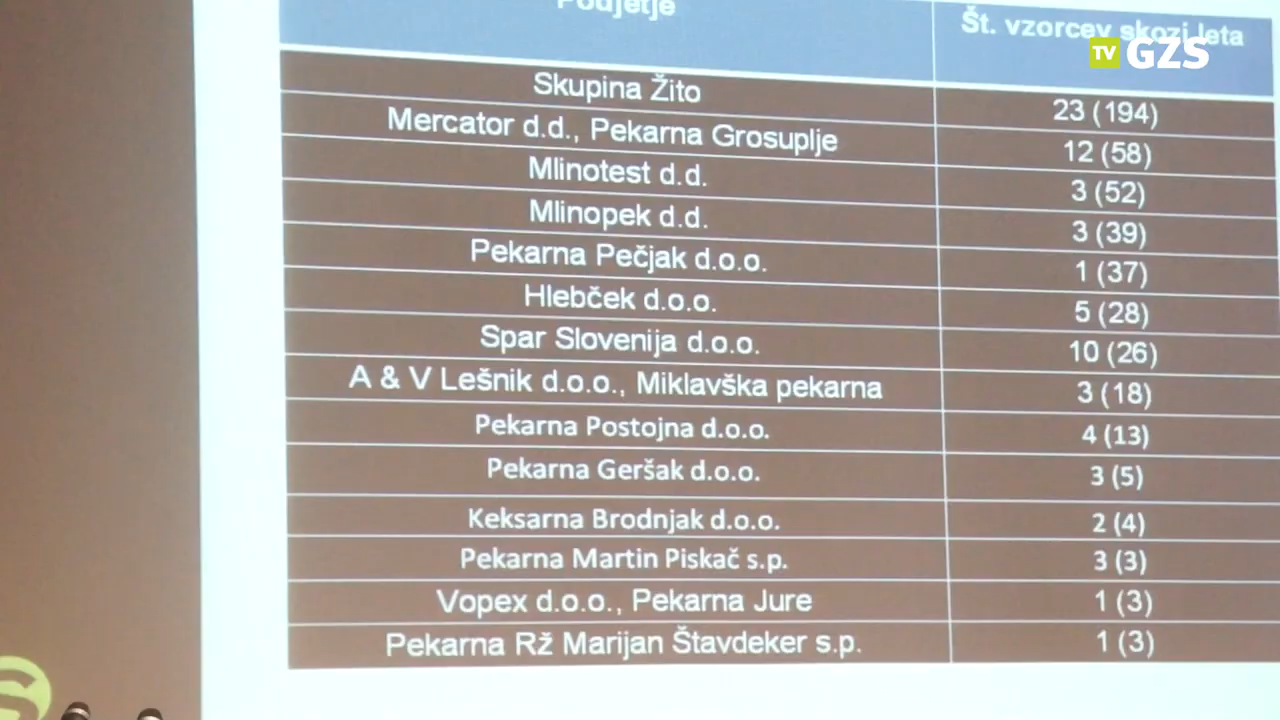 Podjetje
Št. vzorcev skozi leta
TV GZS
Skupina Žito 23 (194)
Mercator d.d., Pekarna Grosuplje 12 (58)
Mlinotest d.d. 3 (52)
Mlinopek d.d. 3 (39)
Pekarna Pečjak d.o.o. 1 (37)
Hlebček d.o.o. 5 (28)
Spar Slovenija d.o.o. 10 (26)
A & V Lešnik d.o.o., Miklavška pekarna 3 (18)
Pekarna Postojna d.o.o. 4 (13)
Pekarna Geršak d.o.o. 3 (5)
Keksarna Brodnjak d.o.o. 2 (4)
Pekarna Martin Piskač s.p. 3 (3)
Vopex d.o.o., Pekarna Jure 1 (3)
Pekarna Rž Marijan Štavdeker s.p. 1 (3)